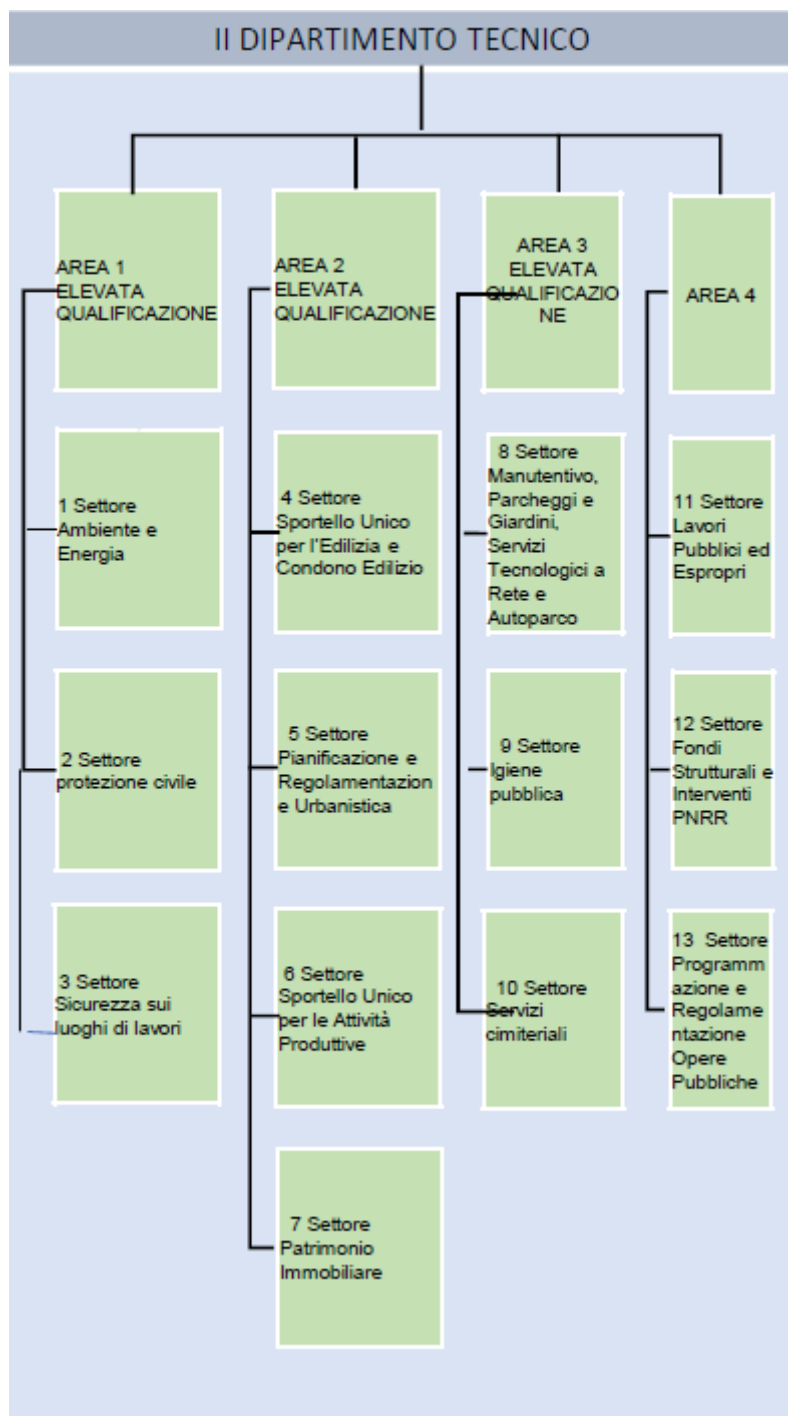 II DIPARTIMENTO TECNICO
AREA 1
ELEVATA
QUALIFICAZIONE
1 Settore
Ambiente e
Energia
2 Settore
protezione civile
3 Settore
Sicurezza sui
luoghi di lavori
AREA 2
ELEVATA
QUALIFICAZIONE
4 Settore
Sportello Unico
per l'Edilizia e
Condono Edilizio
5 Settore
Pianificazione e
Regolamentazion
e Urbanistica
6 Settore
Sportello Unico
per le Attività
Produttive
7 Settore
Patrimonio
Immobiliare
AREA 3
ELEVATA
QUALIFICAZIO
NE
8 Settore
Manutentivo,
Parcheggi e
Giardini,
Servizi
Tecnologici a
Rete e
Autoparco
9 Settore
Igiene
pubblica
10 Settore
Servizi
cimiteriali
AREA 4
11 Settore
Lavori
Pubblici ed
Espropri
12 Settore
Fondi
Strutturali e
Interventi
PNRR
13 Settore
Programm
azione e
Regolame
ntazione
Opere
Pubbliche